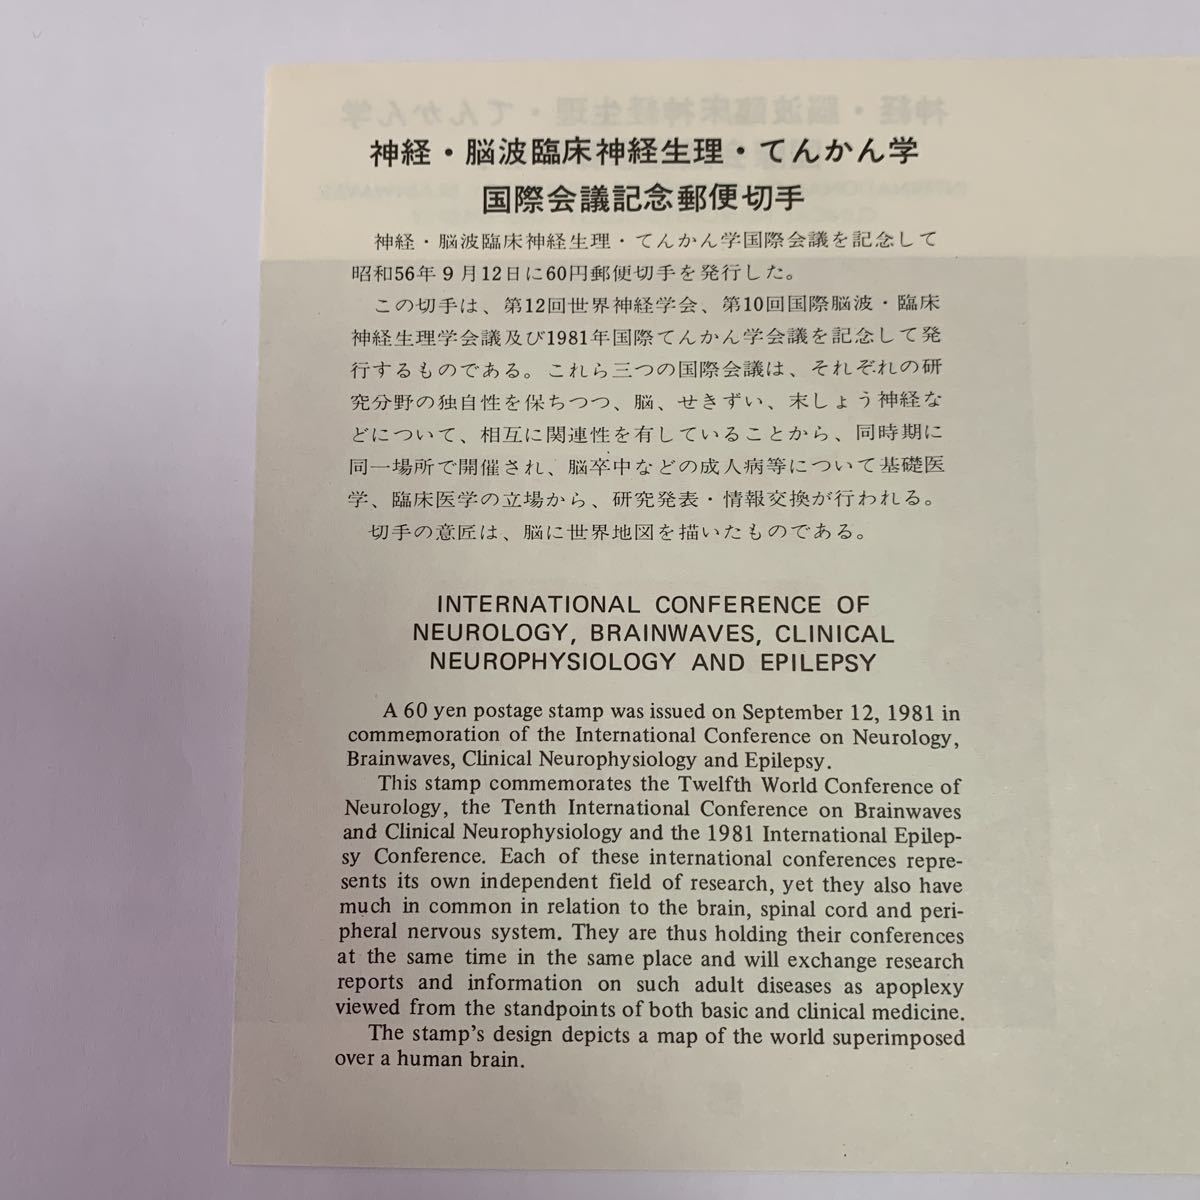 神経・脳波臨床神経生理・てんかん学
国際会議記念郵便切手
神経・脳波臨床神経生理・てんかん学国際会議を記念して
昭和56年9月12日に60円郵便切手を発行した。
この切手は、第12回世界神経学会、第10回国際脳波・臨床
神経生理学会議及び1981年国際てんかん学会議を記念して発
行するものである。これら三つの国際会議は、それぞれの研
究分野の独自性を保ちつつ、脳、せきずい、末しょう神経な
どについて、相互に関連性を有していることから、同時期に
同一場所で開催され、脳卒中などの成人病等について基礎医
学、臨床医学の立場から、研究発表・情報交換が行われる。
切手の意匠は、脳に世界地図を描いたものである。
INTERNATIONAL CONFERENCE OF
NEUROLOGY, BRAINWAVES, CLINICAL
NEUROPHYSIOLOGY AND EPILEPSY
A 60 yen postage stamp was issued on September 12, 1981 in
commemoration of the International Conference on Neurology,
Brainwaves, Clinical Neurophysiology and Epilepsy.
This stamp commemorates the Twelfth World Conference of
Neurology, the Tenth International Conference on Brainwaves
and Clinical Neurophysiology and the 1981 International Epilep-
sy Conference. Each of these international conferences repre-
sents its own independent field of research, yet they also have
much in common in relation to the brain, spinal cord and peri-
pheral nervous system. They are thus holding their conferences
at the same time in the same place and will exchange research
reports and information on such adult diseases as apoplexy
viewed from the standpoints of both basic and clinical medicine.
The stamp's design depicts a map of the world superimposed
over a human brain.